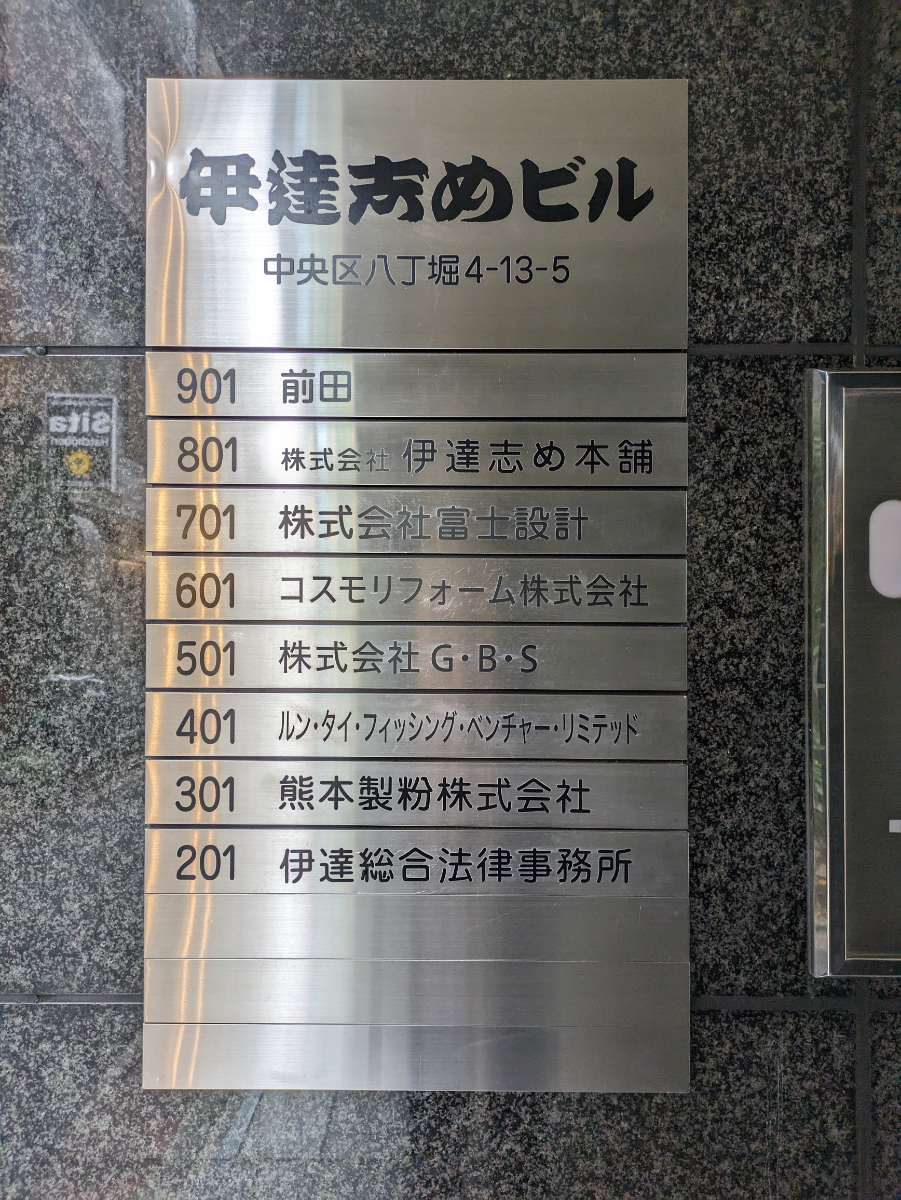 伊達志めビル
中央区八丁堀4-13-5
901 前田
801 株式会社 伊達志め本舗
701 株式会社富士設計
601 コスモリフォーム株式会社
501 株式会社G・B・S
401 ルン・タイ・フィッシング・ベンチャー・リミテッド
301 熊本製粉株式会社
201 伊達総合法律事務所
Sita
Hatchobori